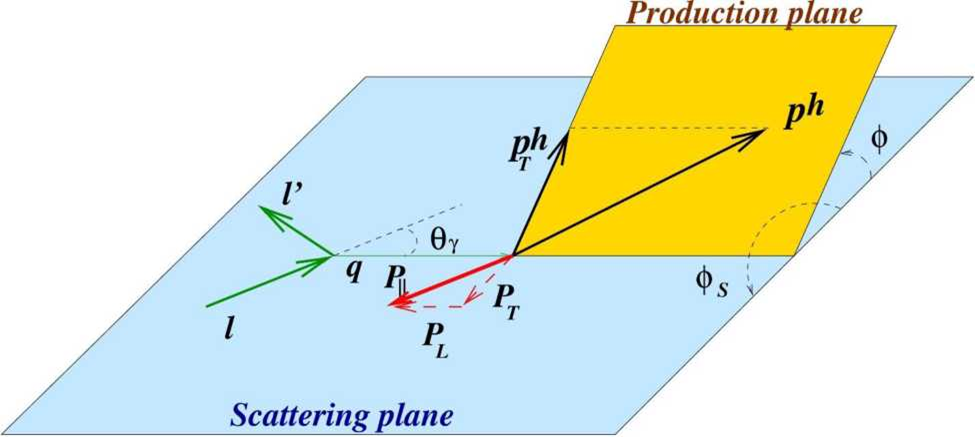 Production plane
p^h
p_T^h
ϕ
l’
θ_γ
q
P_||
ϕ_S
P_T
l
P_L
Scattering plane